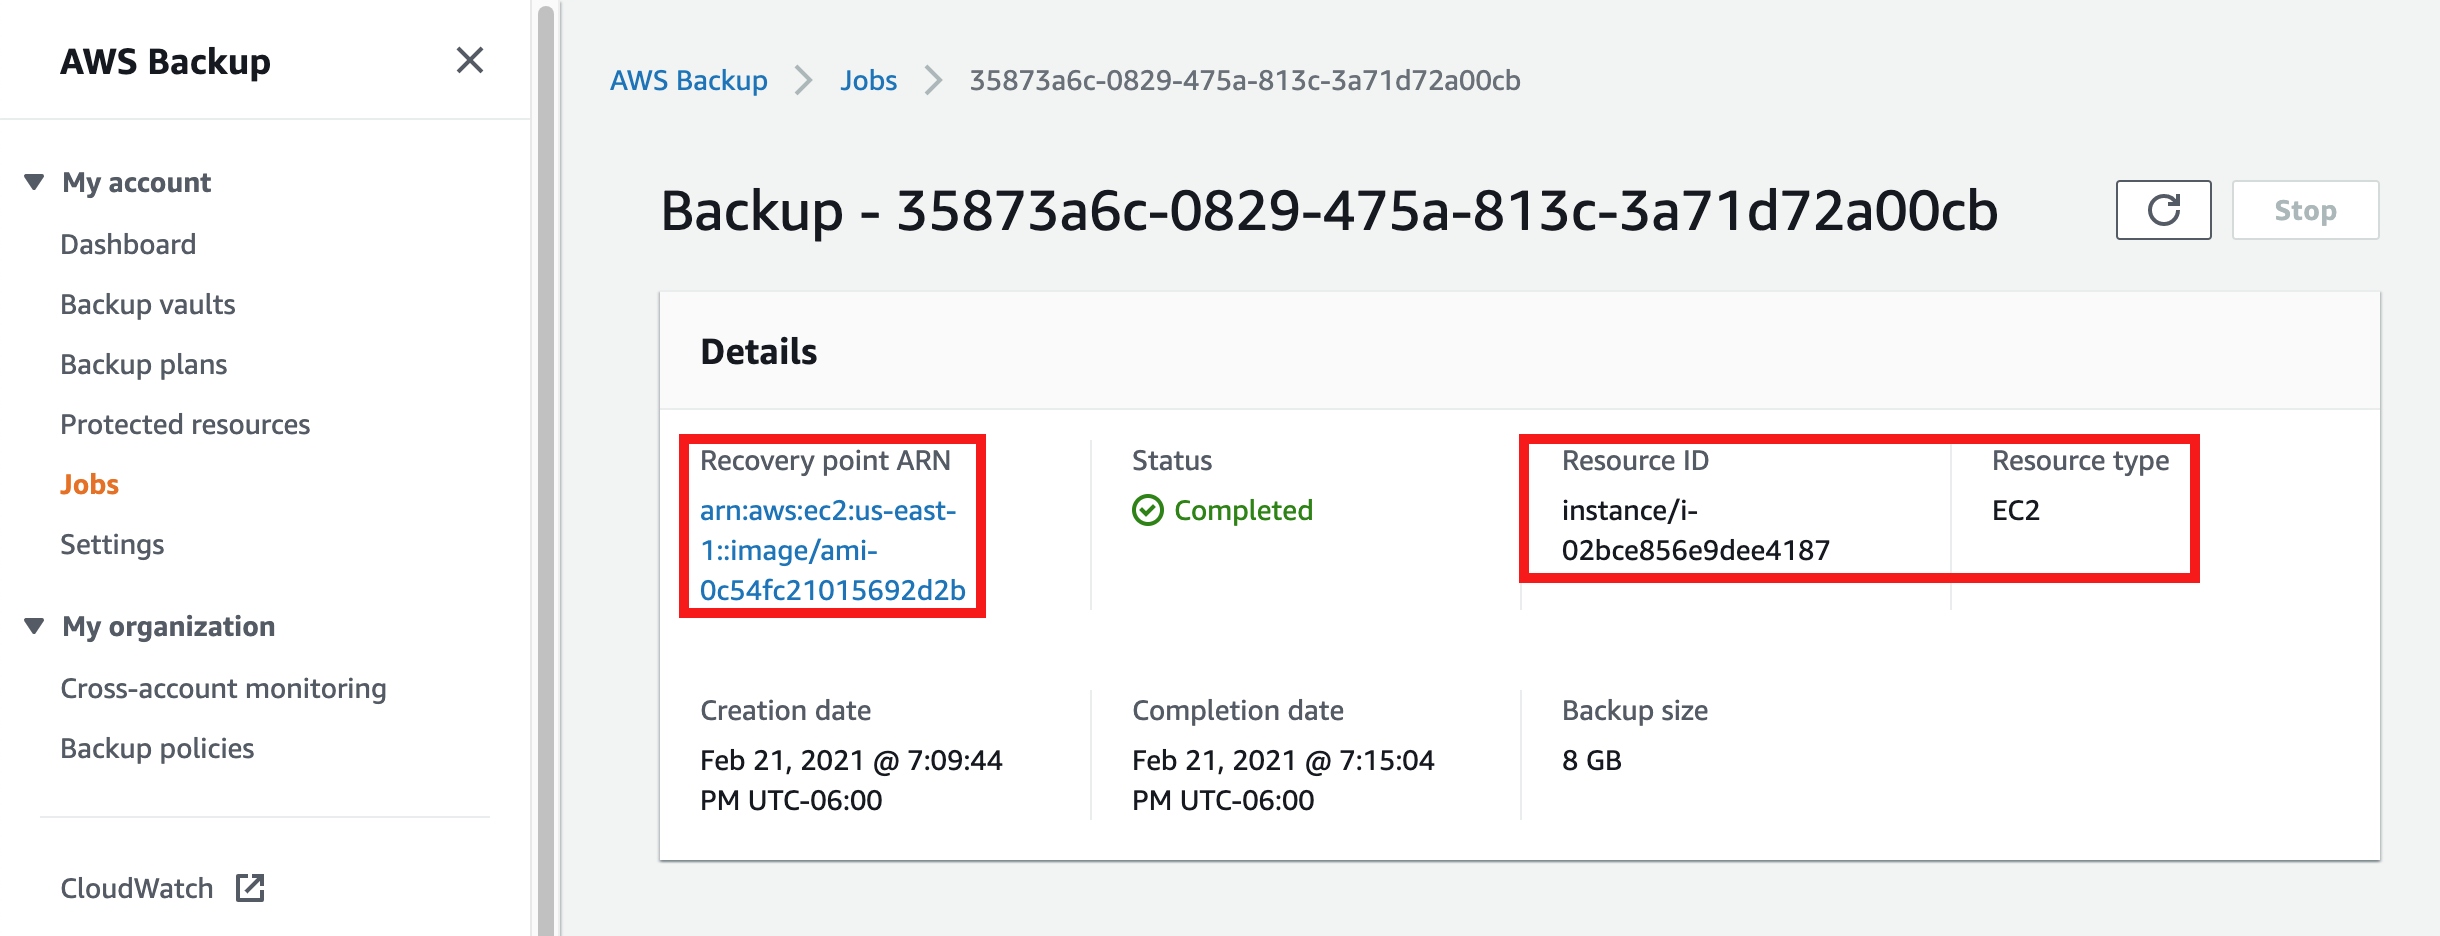 AWS Backup
My account
Dashboard
Backup vaults
Backup plans
Protected resources
Jobs
Settings
My organization
Cross-account monitoring
Backup policies
CloudWatch
AWS Backup > Jobs > 35873a6c-0829-475a-813c-3a71d72a00cb
Backup - 35873a6c-0829-475a-813c-3a71d72a00cb
Stop
Details
Recovery point ARN
arn:aws:ec2:us-east-
1::image/ami-
0c54fc21015692d2b
Status
Completed
Resource ID
instance/i-
02bce856e9dee4187
Resource type
EC2
Creation date
Feb 21, 2021 @ 7:09:44
PM UTC-06:00
Completion date
Feb 21, 2021 @ 7:15:04
PM UTC-06:00
Backup size
8 GB